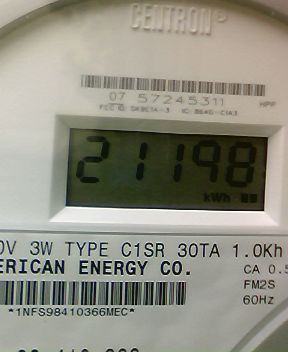 CENTRON®
07 57245311
HPP
21198
kWh
0V 3W TYPE C1SR 30TA 1.0Kh
ERICAN ENERGY CO.
CA 0.5
FM2S
60Hz
*1NFS98410366MEC*